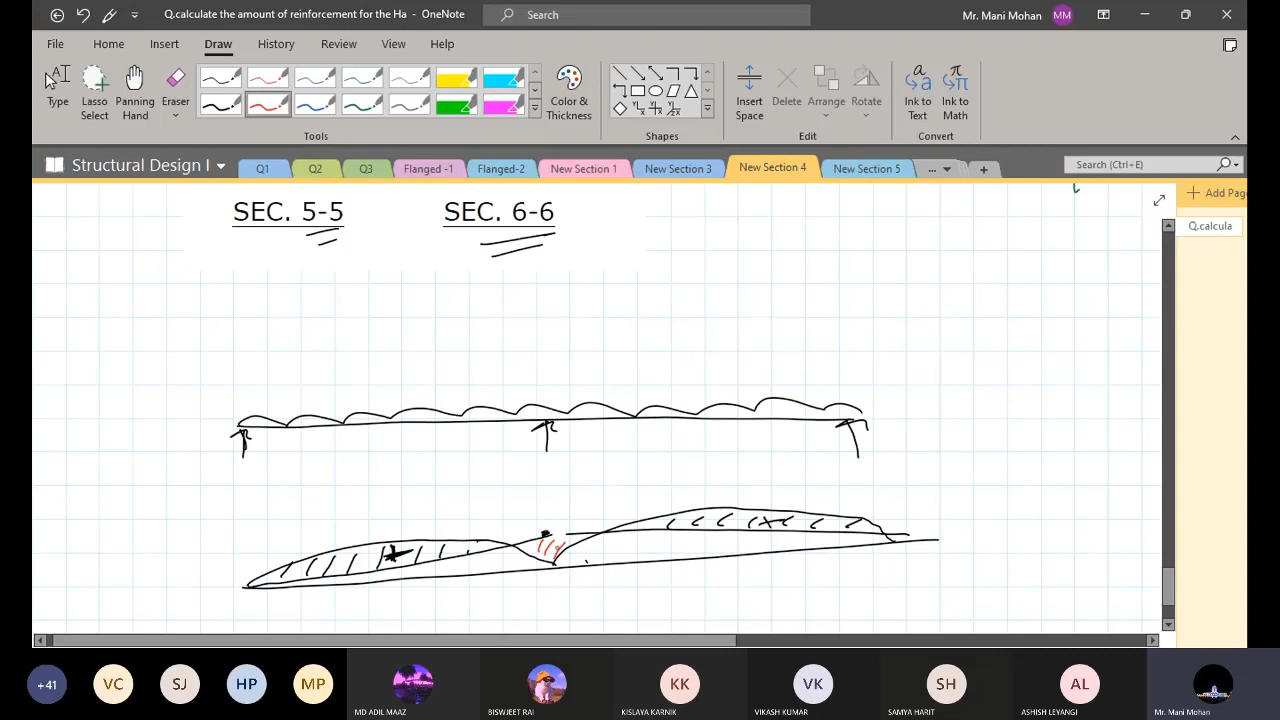 Q.calculate the amount of reinforcement for the Ha - OneNote
Search
Mr. Mani Mohan MM
File Home Insert Draw History Review View Help
Type
Lasso Select
Panning Hand
Eraser
Color & Thickness
Insert Space
Delete
Arrange
Rotate
Ink to Text
Ink to Math
Tools
Shapes
Edit
Convert
Structural Design I
Q1 Q2 Q3 Flanged -1 Flanged-2 New Section 1 New Section 3 New Section 4 New Section 5 ...
Search (Ctrl+E)
Add Pag
SEC. 5-5 SEC. 6-6
Q.calcula
+41 VC SJ HP MP KK VK SH AL
MD ADIL MAAZ BISWJEET RAI KISLAYA KARNIK VIKASH KUMAR SAMYA HARIT ASHISH LEYANGI Mr. Mani Mohan